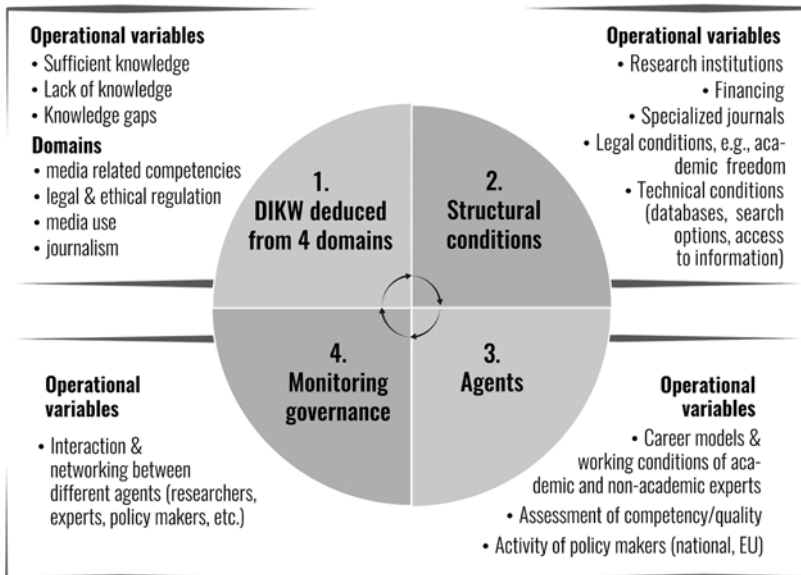 Operational variables
• Sufficient knowledge
• Lack of knowledge
• Knowledge gaps
Domains
• media related competencies
• legal & ethical regulation
• media use
• journalism
Operational variables
• Research institutions
• Financing
• Specialized journals
• Legal conditions, e.g., aca-
demic freedom
• Technical conditions
(databases, search
options, access
to information)
1.
DIKW deduced
from 4 domains
2.
Structural
conditions
4.
Monitoring
governance
3.
Agents
Operational
variables
• Interaction &
networking between
different agents (researchers,
experts, policy makers, etc.)
Operational
variables
• Career models &
working conditions of aca-
demic and non-academic experts
• Assessment of competency/quality
• Activity of policy makers (national, EU)